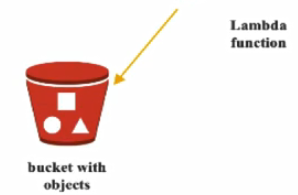 Lambda
function
bucket with
objects